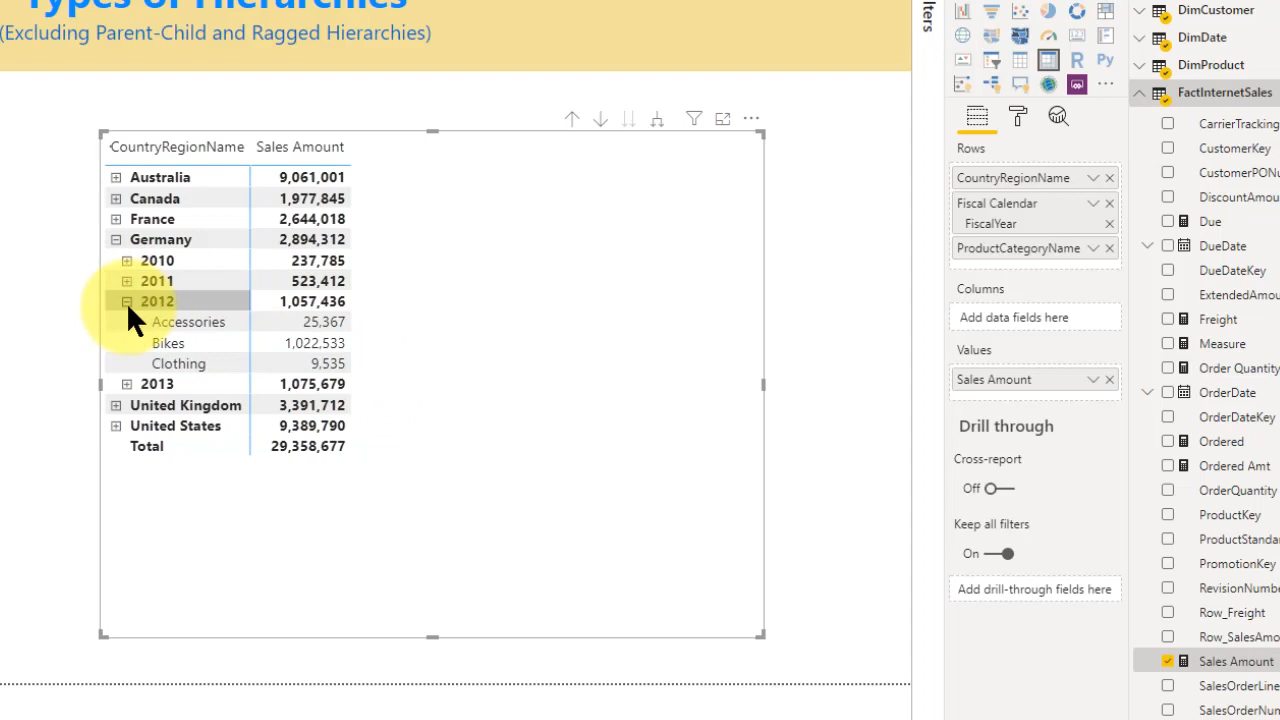 Types of Hierarchies
(Excluding Parent-Child and Ragged Hierarchies)
CountryRegionName Sales Amount
Australia 9,061,001
Canada 1,977,845
France 2,644,018
Germany 2,894,312
2010 237,785
2011 523,412
2012 1,057,436
Accessories 25,367
Bikes 1,022,533
Clothing 9,535
2013 1,075,679
United Kingdom 3,391,712
United States 9,389,790
Total 29,358,677
Filters
R Py
Rows
CountryRegionName
Fiscal Calendar
FiscalYear
ProductCategoryName
Columns
Add data fields here
Values
Sales Amount
Drill through
Cross-report
Off
Keep all filters
On
Add drill-through fields here
DimCustomer
DimDate
DimProduct
FactInternetSales
CarrierTracking
CustomerKey
CustomerPONu
DiscountAmou
Due
DueDate
DueDateKey
ExtendedAmou
Freight
Measure
Order Quantity
OrderDate
OrderDateKey
Ordered
Ordered Amt
OrderQuantity
ProductKey
ProductStandar
PromotionKey
RevisionNumbe
Row_Freight
Row_SalesAmo
Sales Amount
SalesOrderLine
SalesOrderNum